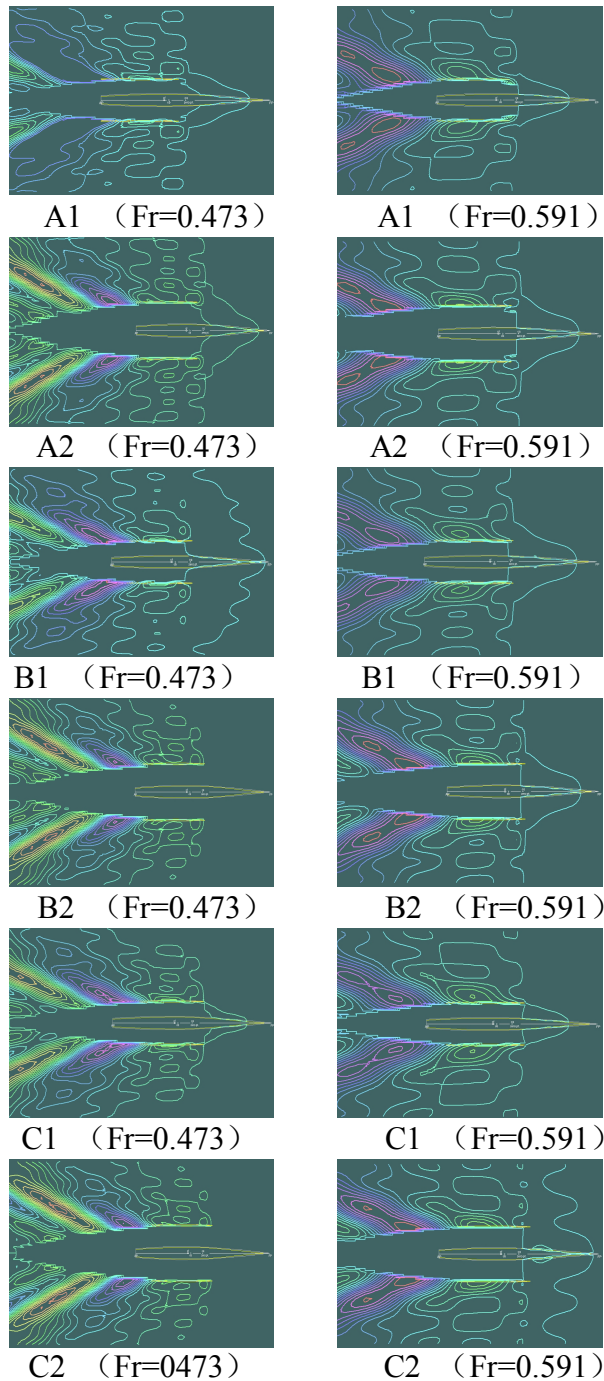 A1 （Fr=0.473） A1 （Fr=0.591）
A2 （Fr=0.473） A2 （Fr=0.591）
B1 （Fr=0.473） B1 （Fr=0.591）
B2 （Fr=0.473） B2 （Fr=0.591）
C1 （Fr=0.473） C1 （Fr=0.591）
C2 （Fr=0473） C2 （Fr=0.591）